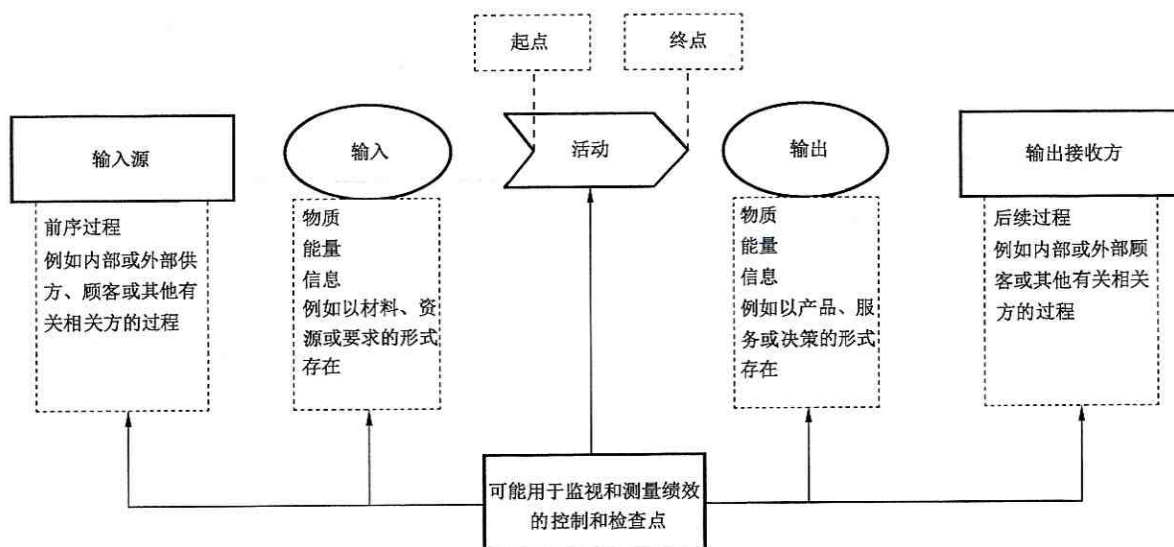 起点
终点
输入源
输入
活动
输出
输出接收方
前序过程
例如内部或外部供
方、顾客或其他有
关相关方的过程
物质
能量
信息
例如以材料、资
源或要求的形式
存在
物质
能量
信息
例如以产品、服
务或决策的形式
存在
后续过程
例如内部或外部顾
客或其他有关相关
方的过程
可能用于监视和测量绩效
的控制和检查点